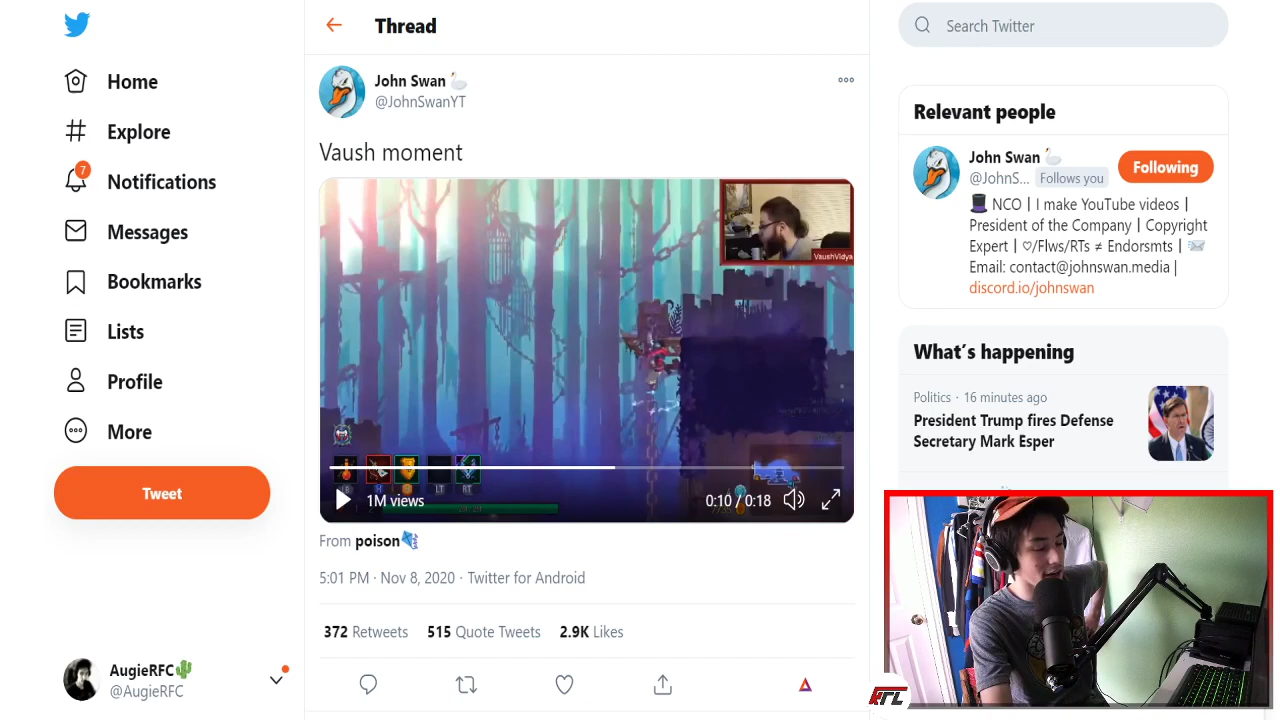 Home
Explore
7
Notifications
Messages
Bookmarks
Lists
Profile
More
Tweet
AugieRFC
@AugieRFC
Thread
John Swan
@JohnSwanYT
Vaush moment
VaushVidya
LT
RT
1M views
0:10 / 0:18
From poison
5:01 PM · Nov 8, 2020 · Twitter for Android
372 Retweets 515 Quote Tweets 2.9K Likes
Search Twitter
Relevant people
John Swan
@JohnS... Follows you
Following
NCO | I make YouTube videos |
President of the Company | Copyright
Expert | ♡/Flws/RTs ≠ Endorsmts |
Email: contact@johnswan.media |
discord.io/johnswan
What's happening
Politics · 16 minutes ago
President Trump fires Defense
Secretary Mark Esper